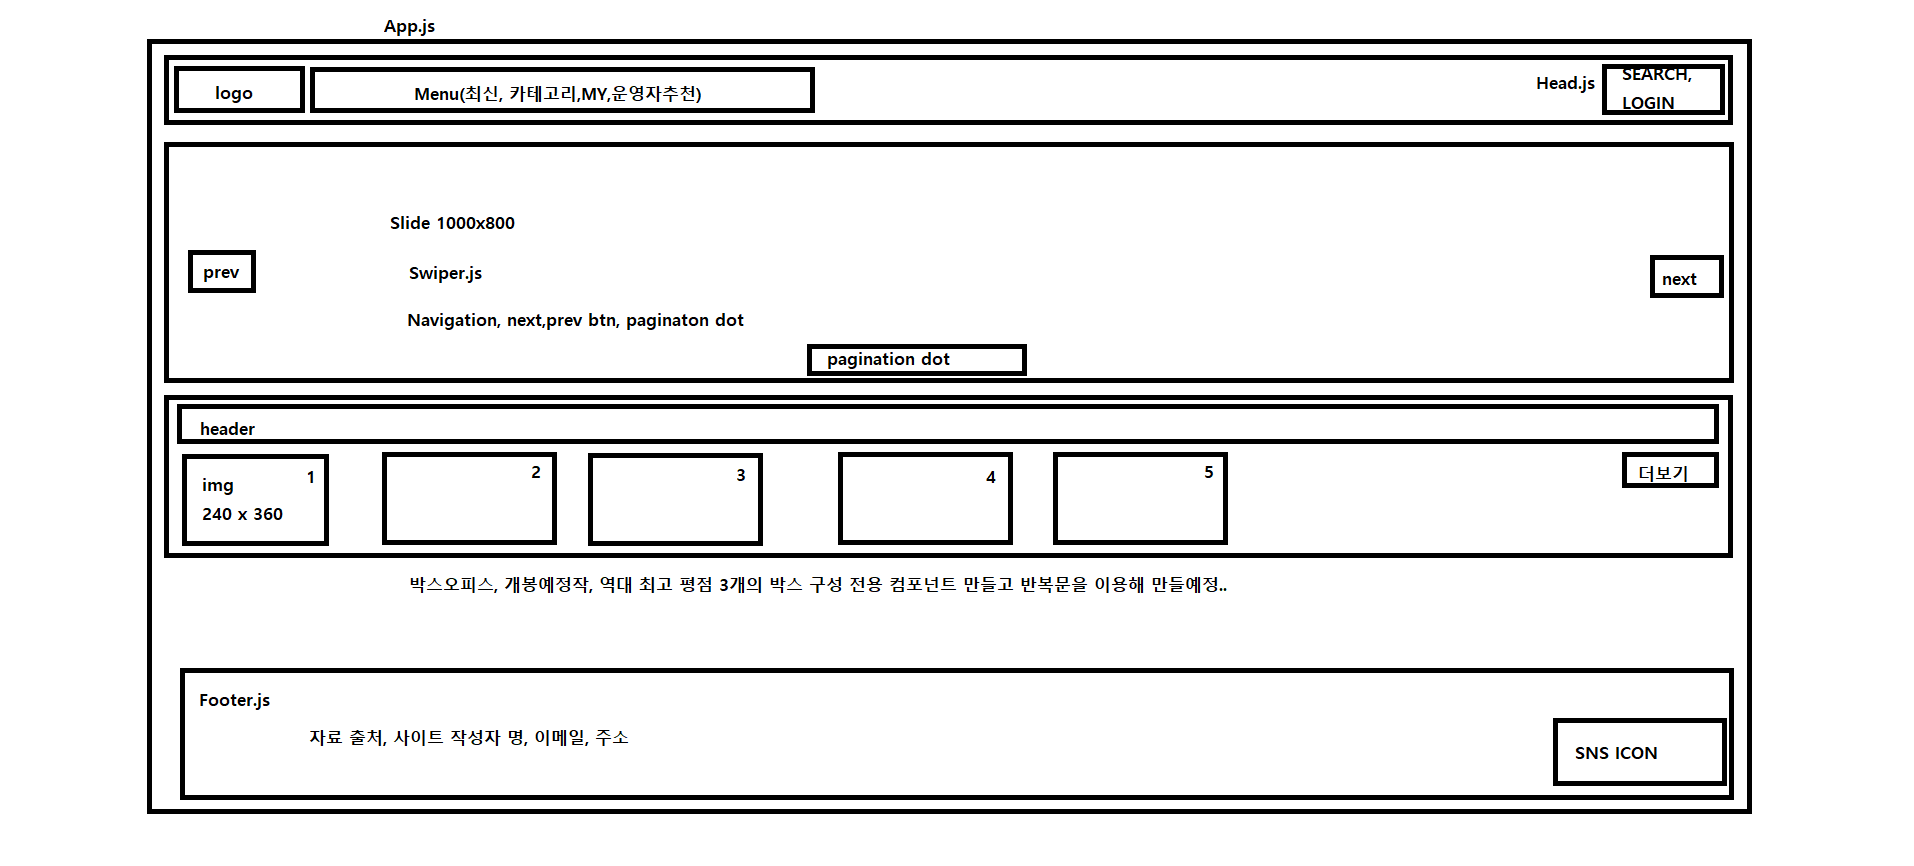 App.js
logo
Menu(최신, 카테고리,MY,운영자추천)
Head.js
SEARCH,
LOGIN
Slide 1000x800
prev
Swiper.js
next
Navigation, next,prev btn, paginaton dot
pagination dot
header
img
240 x 360
1
2
3
4
5
더보기
박스오피스, 개봉예정작, 역대 최고 평점 3개의 박스 구성 전용 컴포넌트 만들고 반복문을 이용해 만들예정..
Footer.js
자료 출처, 사이트 작성자 명, 이메일, 주소
SNS ICON